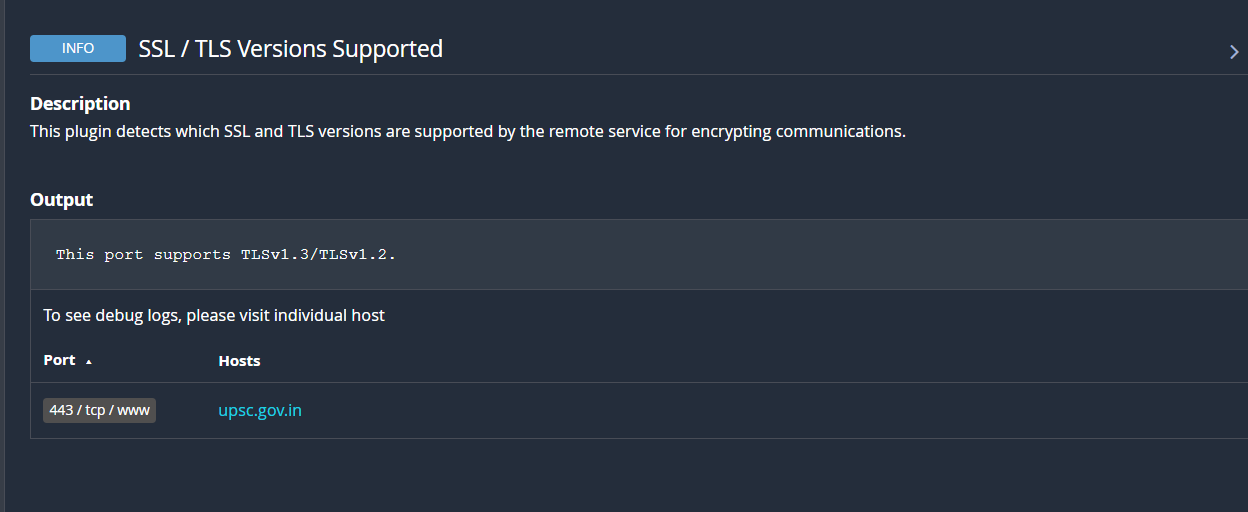 INFO SSL / TLS Versions Supported
Description
This plugin detects which SSL and TLS versions are supported by the remote service for encrypting communications.
Output
This port supports TLSv1.3/TLSv1.2.
To see debug logs, please visit individual host
Port ▲ Hosts
443 / tcp / www upsc.gov.in